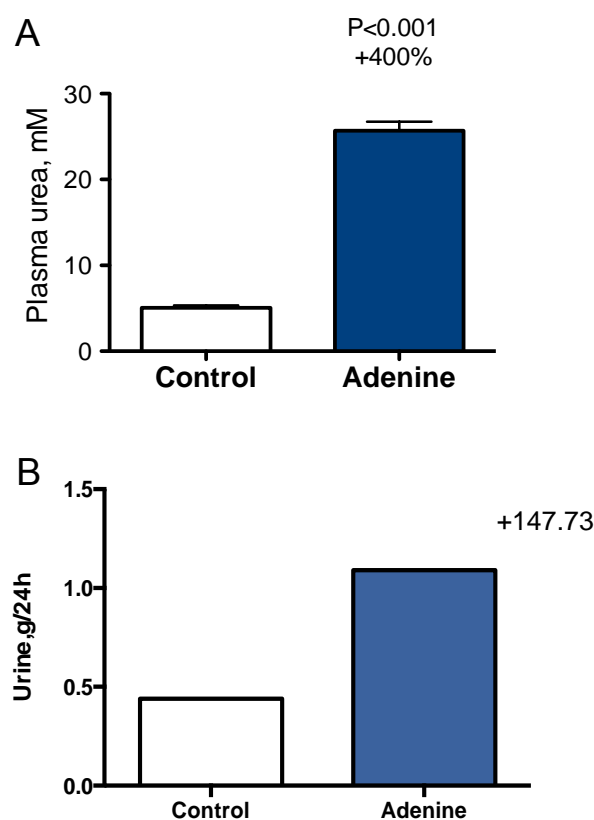 A
P<0.001
+400%
Plasma urea, mM
30
20
10
0
Control Adenine
B
+147.73
Urine,g/24h
1.5
1.0
0.5
0.0
Control Adenine